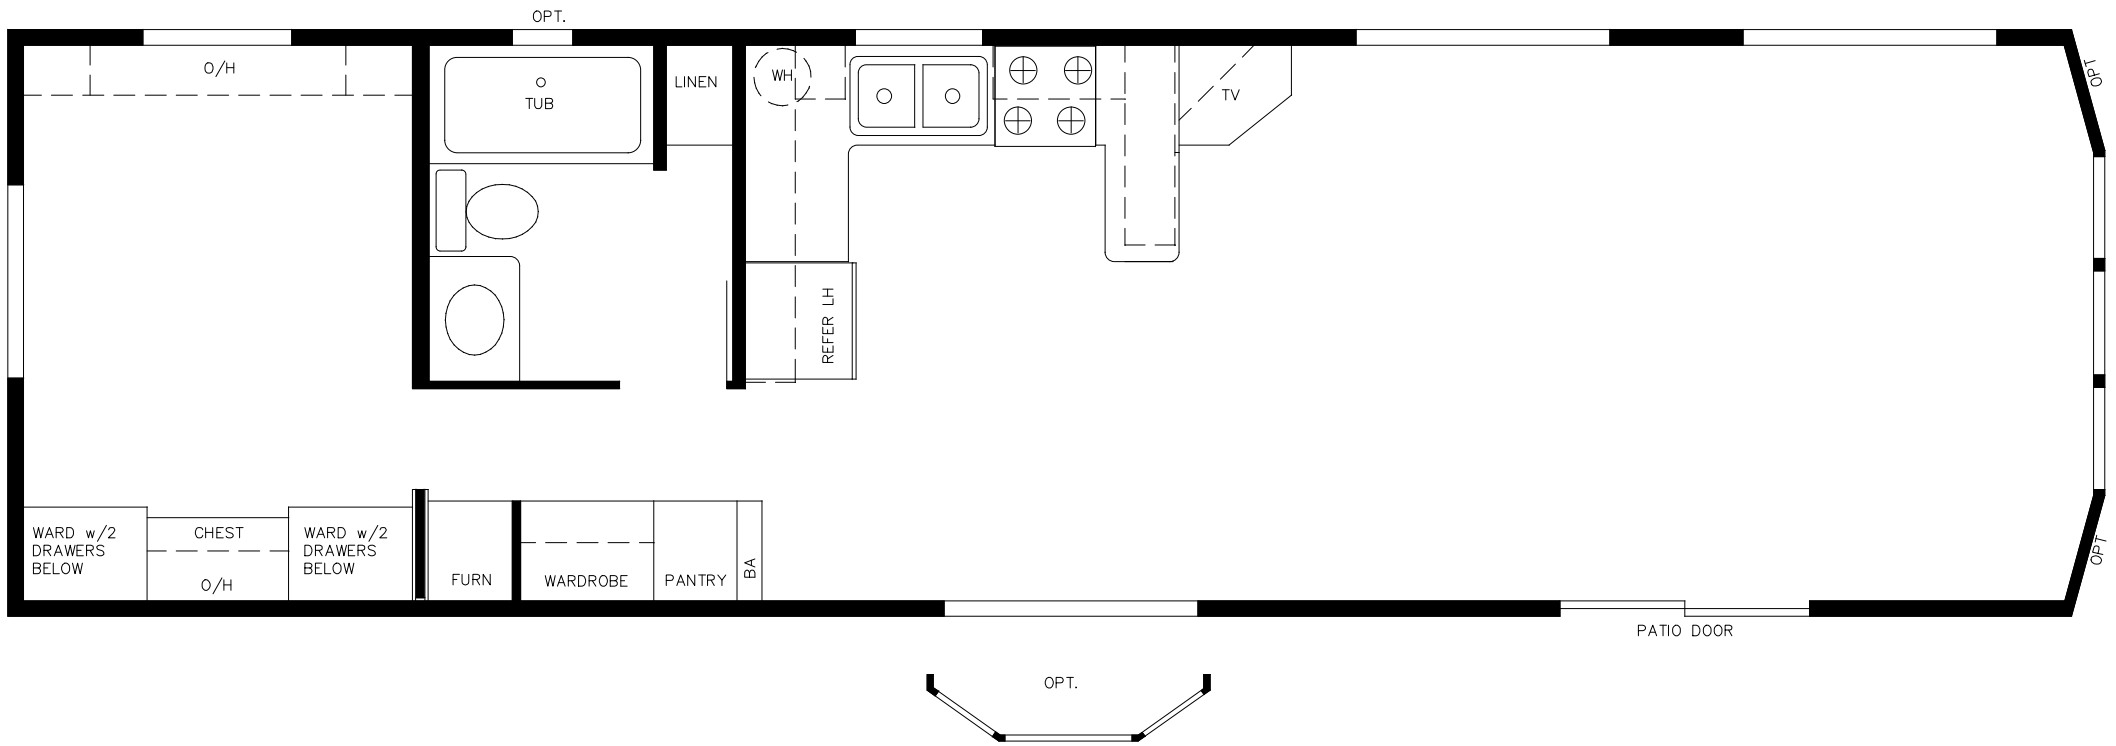 OPT.
O/H
TUB
LINEN
WH
TV
OPT
REFER LH
WARD w/2
DRAWERS
BELOW
CHEST
O/H
WARD w/2
DRAWERS
BELOW
FURN
WARDROBE
PANTRY
BA
OPT
PATIO DOOR
OPT.